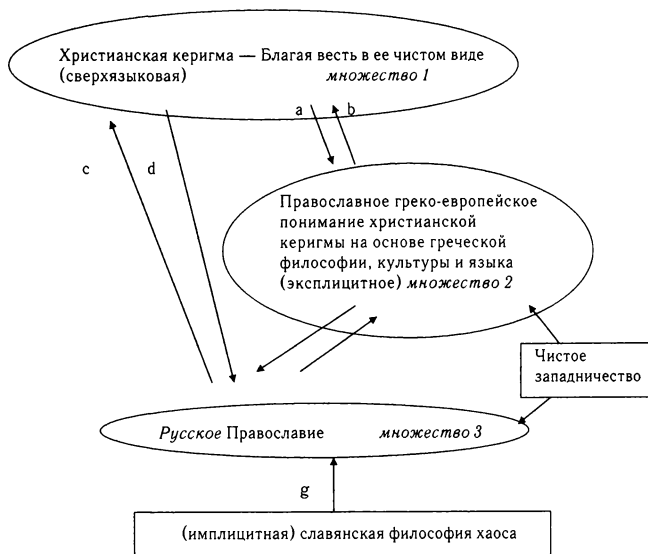 Христианская керигма — Благая весть в ее чистом виде
(сверхязыковая) множество 1
a b
c d
Православное греко-европейское
понимание христианской
керигмы на основе греческой
философии, культуры и языка
(эксплицитное) множество 2
Чистое
западничество
Русское Православие множество 3
g
(имплицитная) славянская философия хаоса